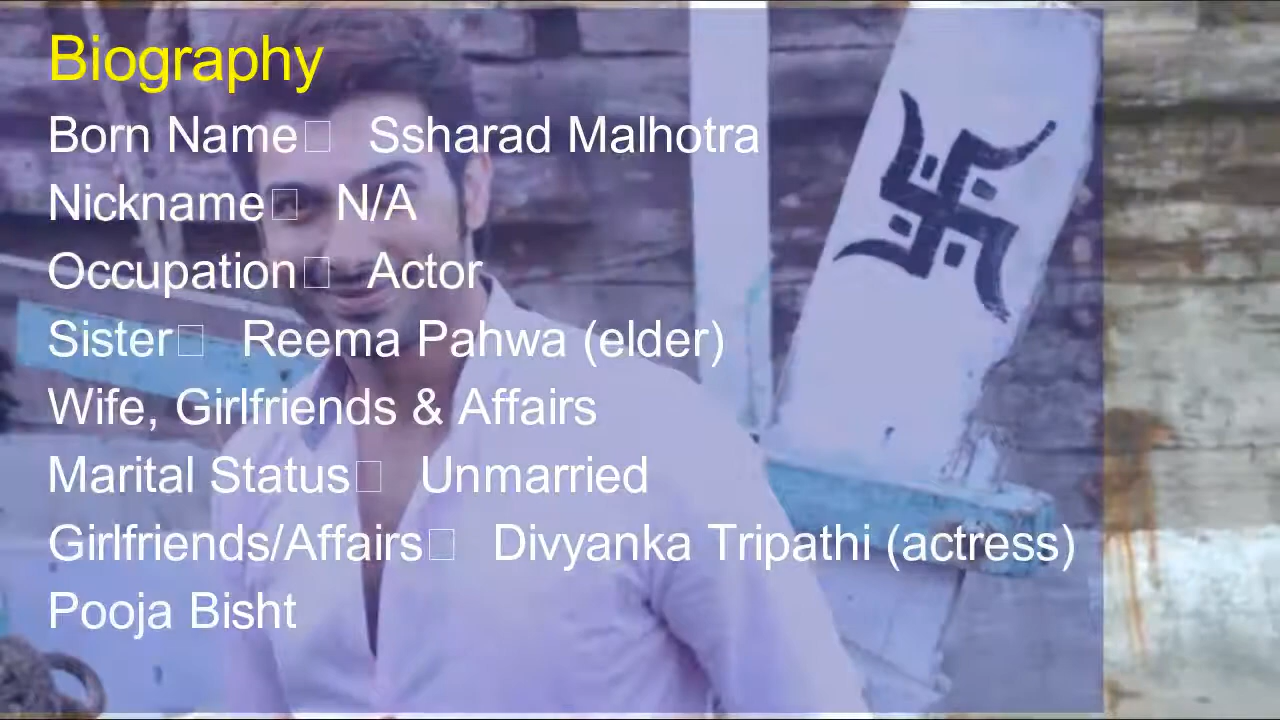 Biography
Born Name Ssharad Malhotra
Nickname N/A
Occupation Actor
Sister Reema Pahwa (elder)
Wife, Girlfriends & Affairs
Marital Status Unmarried
Girlfriends/Affairs Divyanka Tripathi (actress)
Pooja Bisht